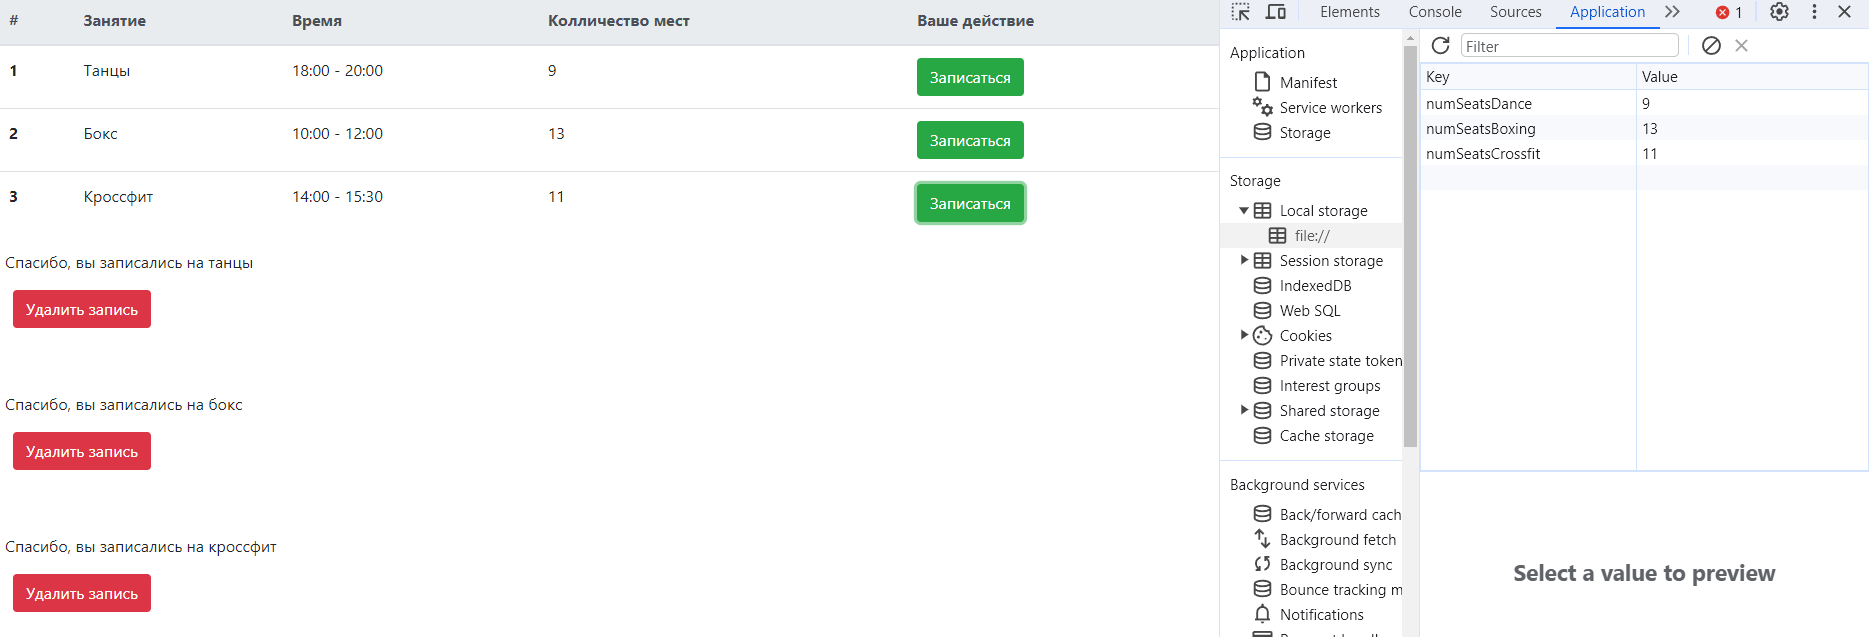 # Занятие Время Колличество мест Ваше действие
1 Танцы 18:00 - 20:00 9 Записаться
2 Бокс 10:00 - 12:00 13 Записаться
3 Кроссфит 14:00 - 15:30 11 Записаться
Спасибо, вы записались на танцы
Удалить запись
Спасибо, вы записались на бокс
Удалить запись
Спасибо, вы записались на кроссфит
Удалить запись
Elements Console Sources Application 1
Application
Manifest
Service workers
Storage
Storage
Local storage
file://
Session storage
IndexedDB
Web SQL
Cookies
Private state token
Interest groups
Shared storage
Cache storage
Background services
Back/forward cach
Background fetch
Background sync
Bounce tracking m
Notifications
Filter
Key Value
numSeatsDance 9
numSeatsBoxing 13
numSeatsCrossfit 11
Select a value to preview